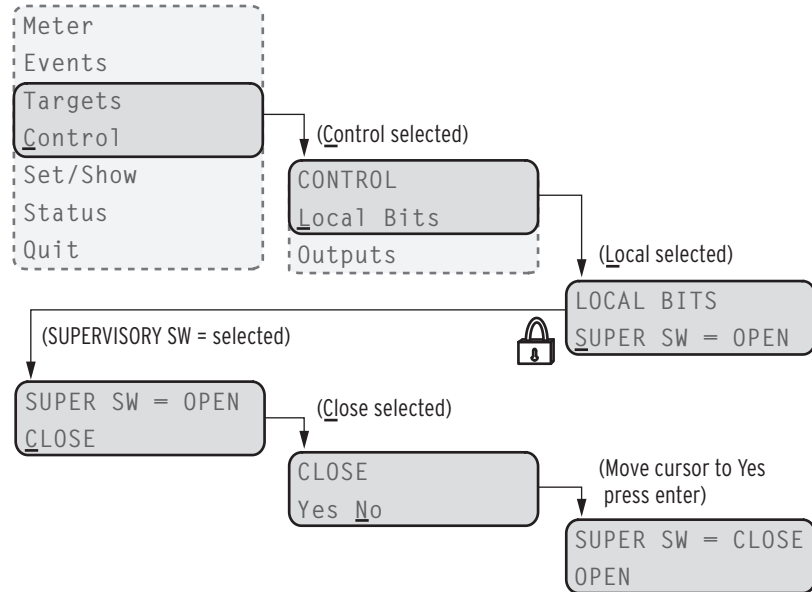 Meter
Events
Targets
Control
Set/Show
Status
Quit
(Control selected)
CONTROL
Local Bits
Outputs
(Local selected)
LOCAL BITS
SUPER SW = OPEN
(SUPERVISORY SW = selected)
SUPER SW = OPEN
CLOSE
(Close selected)
CLOSE
Yes No
(Move cursor to Yes
press enter)
SUPER SW = CLOSE
OPEN